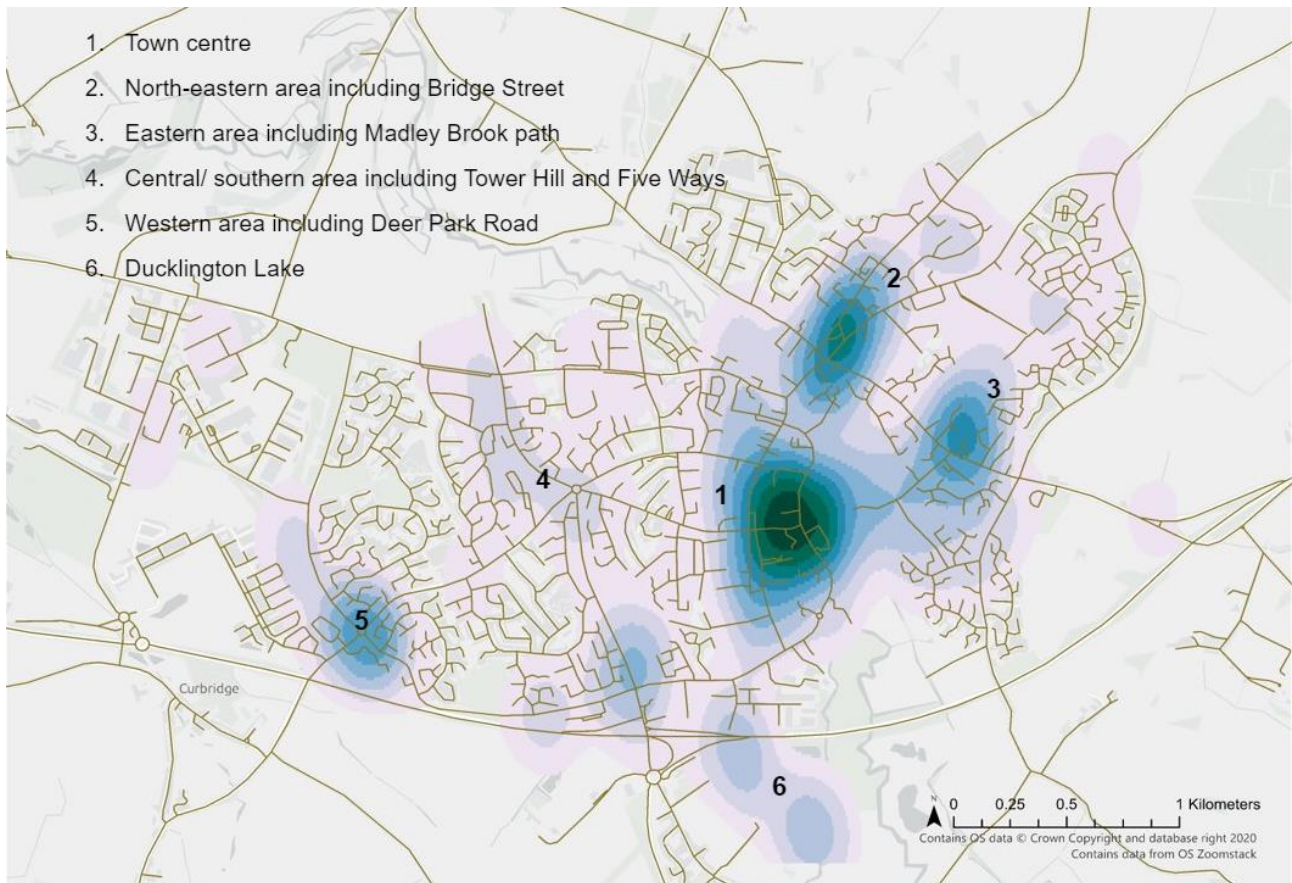 1. Town centre
2. North-eastern area including Bridge Street
3. Eastern area including Madley Brook path
4. Central/ southern area including Tower Hill and Five Ways
5. Western area including Deer Park Road
6. Ducklington Lake
2
3
4
1
5
Curbridge
6
N
0 0.25 0.5 1 Kilometers
Contains OS data © Crown Copyright and database right 2020
Contains data from OS Zoomstack